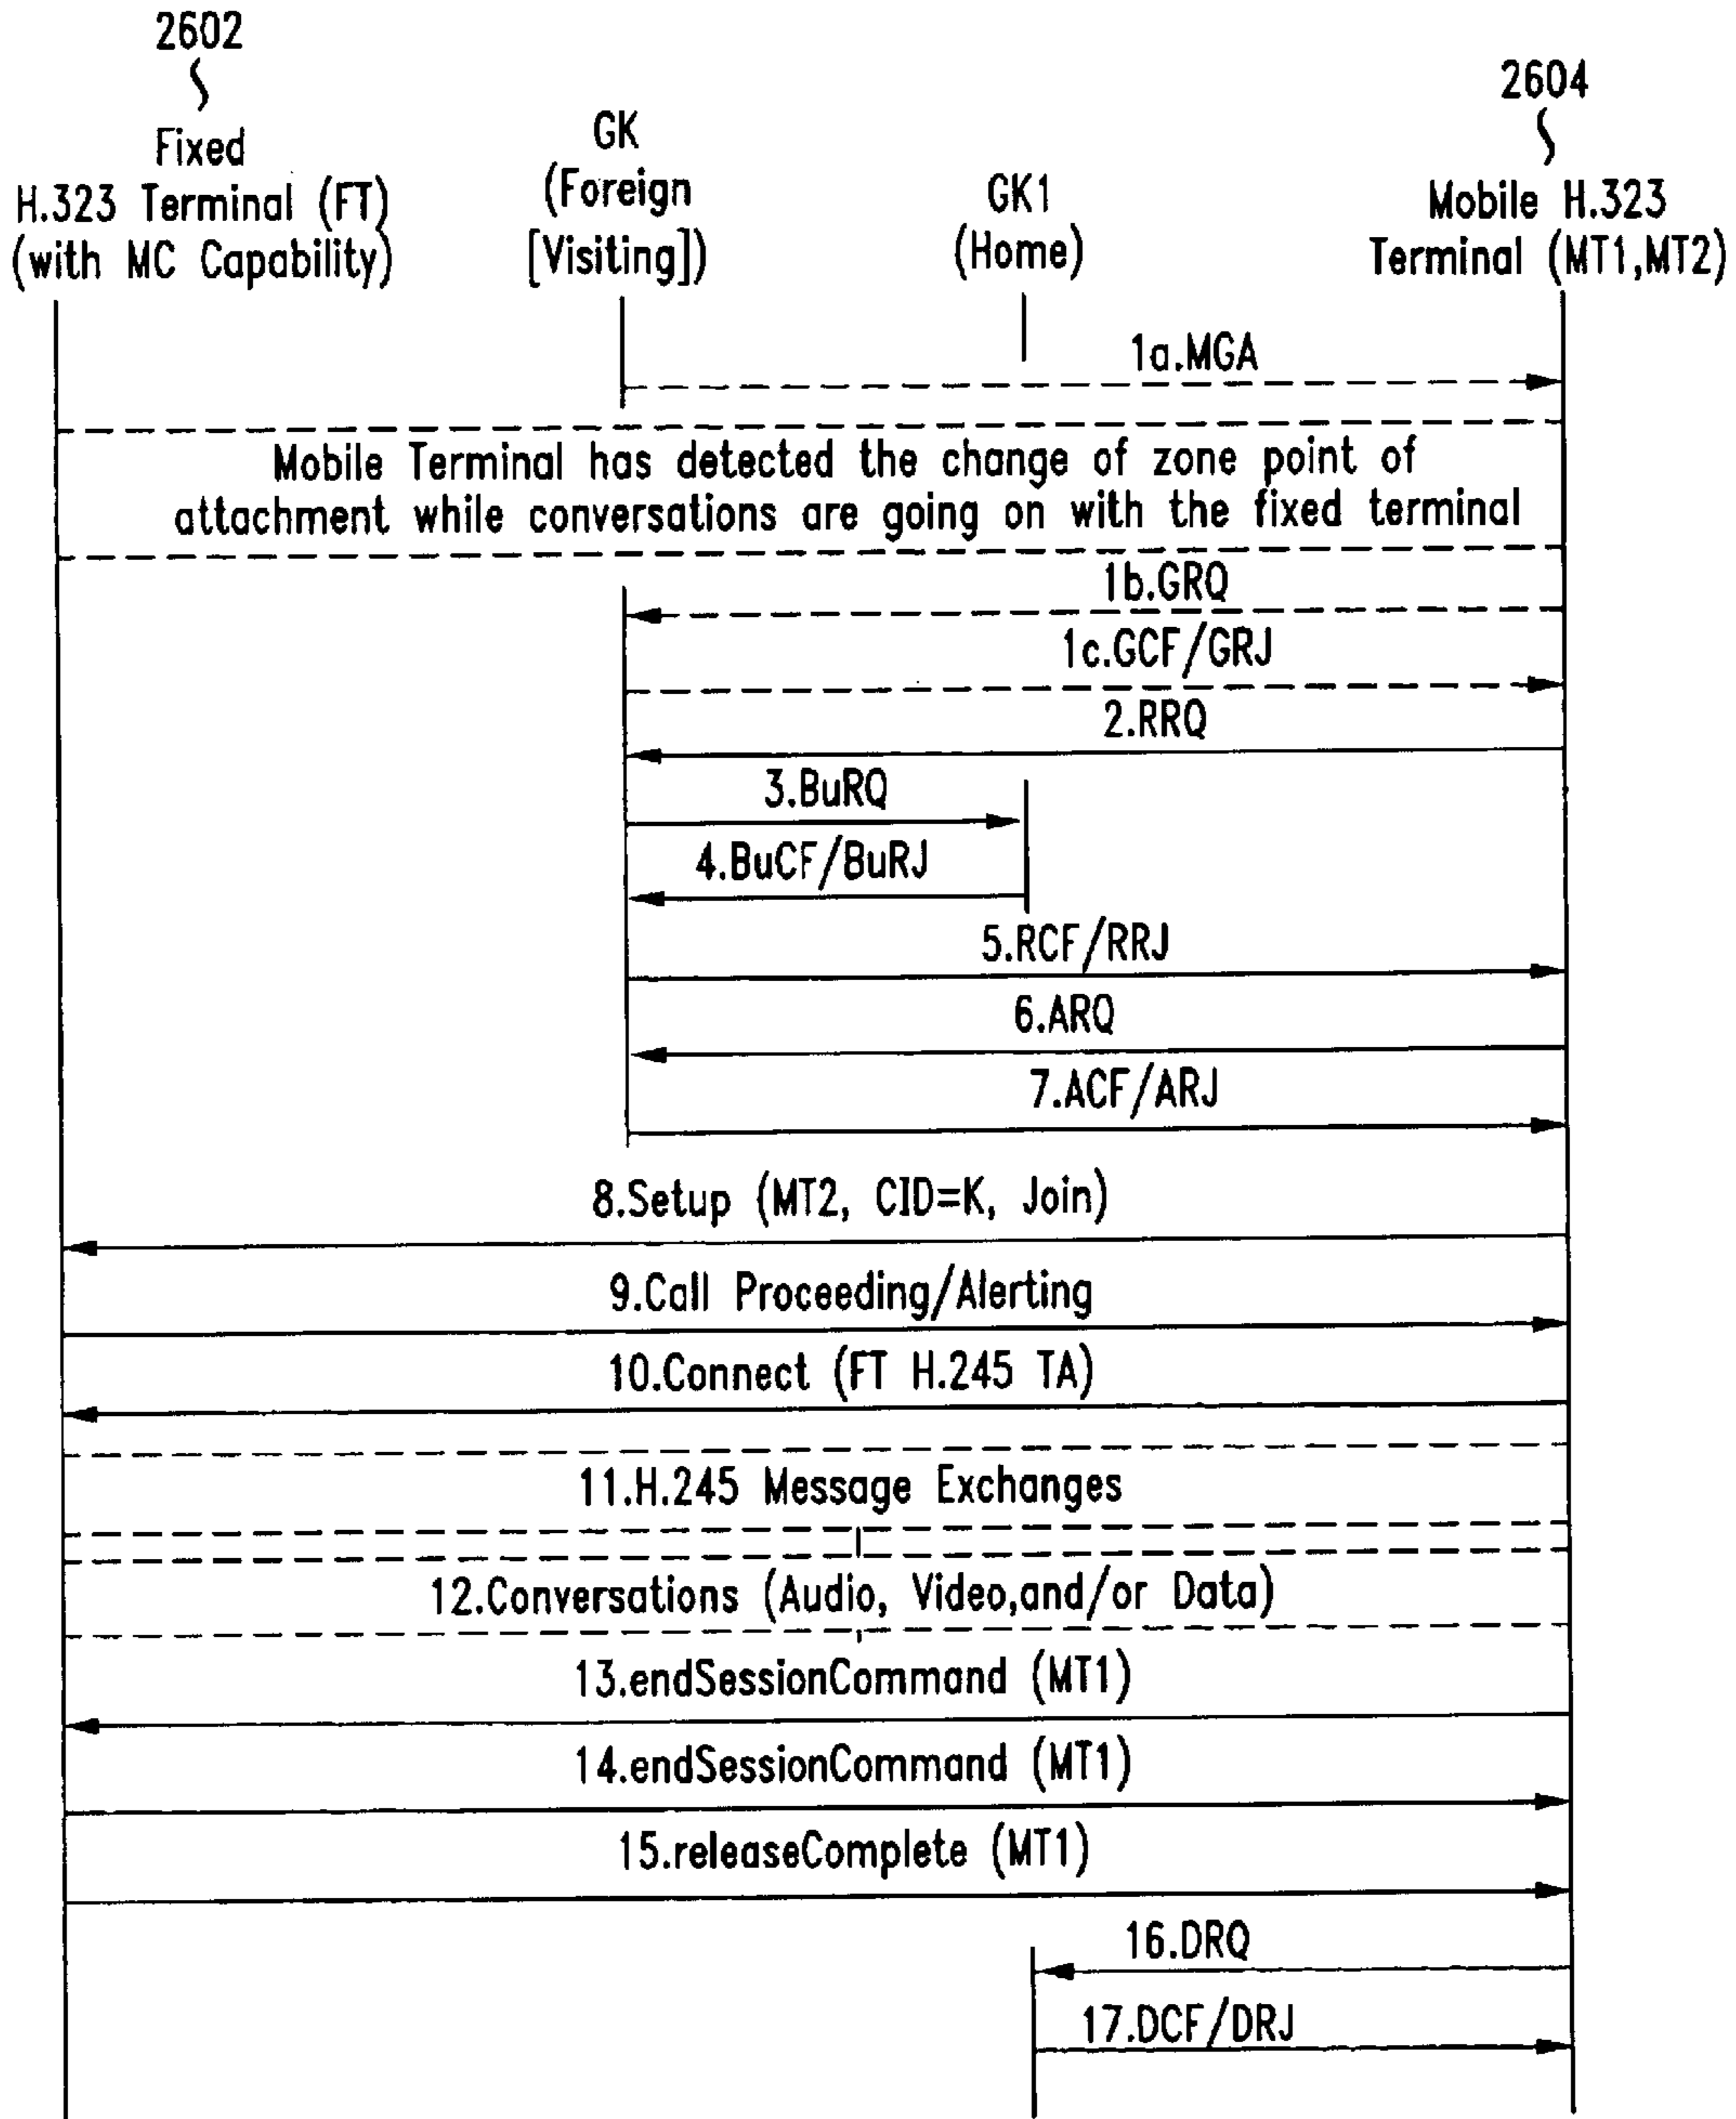 2602
Fixed
H.323 Terminal (FT)
(with MC Capability)
GK
(Foreign
[Visiting])
GK1
(Home)
2604
Mobile H.323
Terminal (MT1,MT2)
1a.MGA
Mobile Terminal has detected the change of zone point of
attachment while conversations are going on with the fixed terminal
1b.GRQ
1c.GCF/GRJ
2.RRQ
3.BuRQ
4.BuCF/BuRJ
5.RCF/RRJ
6.ARQ
7.ACF/ARJ
8.Setup (MT2, CID=K, Join)
9.Call Proceeding/Alerting
10.Connect (FT H.245 TA)
11.H.245 Message Exchanges
12.Conversations (Audio, Video,and/or Data)
13.endSessionCommand (MT1)
14.endSessionCommand (MT1)
15.releaseComplete (MT1)
16.DRQ
17.DCF/DRJ